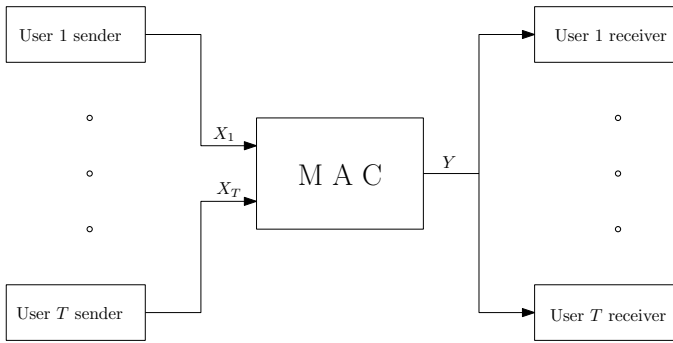 User 1 sender
User 1 receiver
X_1
M A C
Y
X_T
User T sender
User T receiver